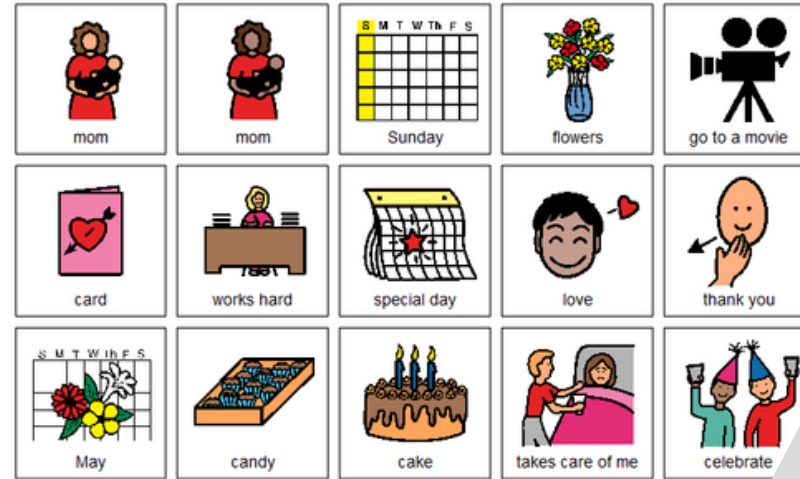 mom
mom
S M T W Th F S
Sunday
flowers
go to a movie
card
works hard
special day
love
thank you
S M T W Th F S
May
candy
cake
takes care of me
celebrate